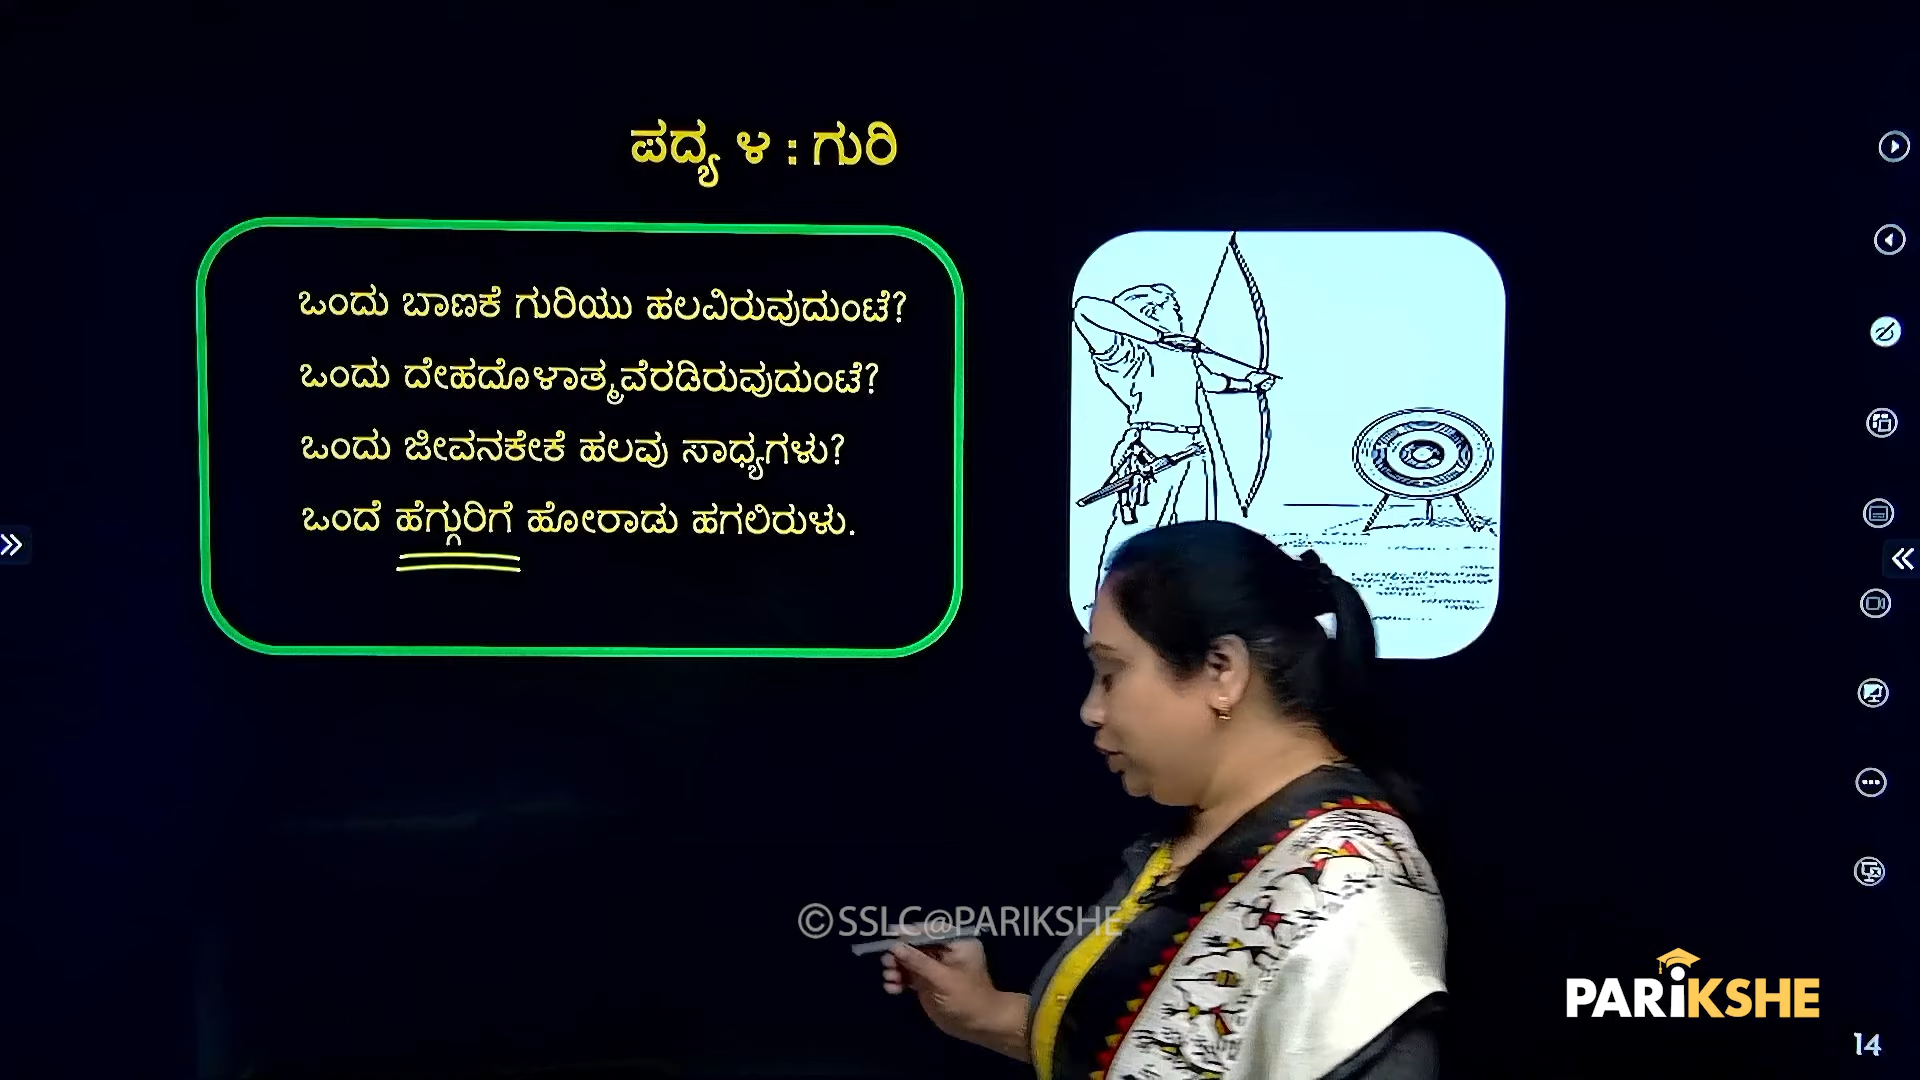 ಪದ್ಯ ೪ : ಗುರಿ
ಒಂದು ಬಾಣಕೆ ಗುರಿಯು ಹಲವಿರುವುದುಂಟೆ?
ಒಂದು ದೇಹದೊಳಾತ್ಮವೆರಡಿರುವುದುಂಟೆ?
ಒಂದು ಜೀವನಕೇಕೆ ಹಲವು ಸಾಧ್ಯಗಳು?
ಒಂದೆ ಹೆಗ್ಗುರಿಗೆ ಹೋರಾಡು ಹಗಲಿರುಳು.
©SSLC@PARIKSHE
PARIKSHE
14